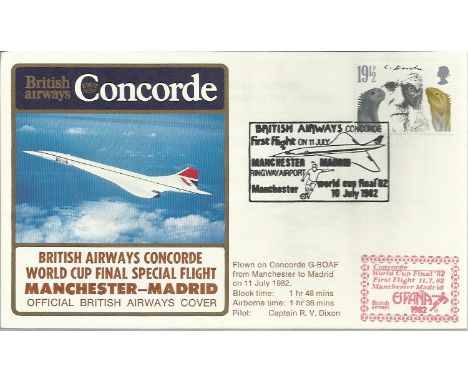 British airways Concorde
BRITISH AIRWAYS CONCORDE
WORLD CUP FINAL SPECIAL FLIGHT
MANCHESTER–MADRID
OFFICIAL BRITISH AIRWAYS COVER
Flown on Concorde G-BOAF
from Manchester to Madrid
on 11 July 1982.
Block time: 1 hr 48 mins
Airborne time: 1 hr 36 mins
Pilot: Captain R. V. Dixon
19½
C. Darwin
BRITISH AIRWAYS CONCORDE
First Flight ON 11 JULY
MANCHESTER MADRID
RINGWAY AIRPORT
world cup final '82
Manchester 10 July 1982
Concorde
World Cup Final '82
First Flight 11.7.82
Manchester Madrid
British airways
ESPAÑA
1982